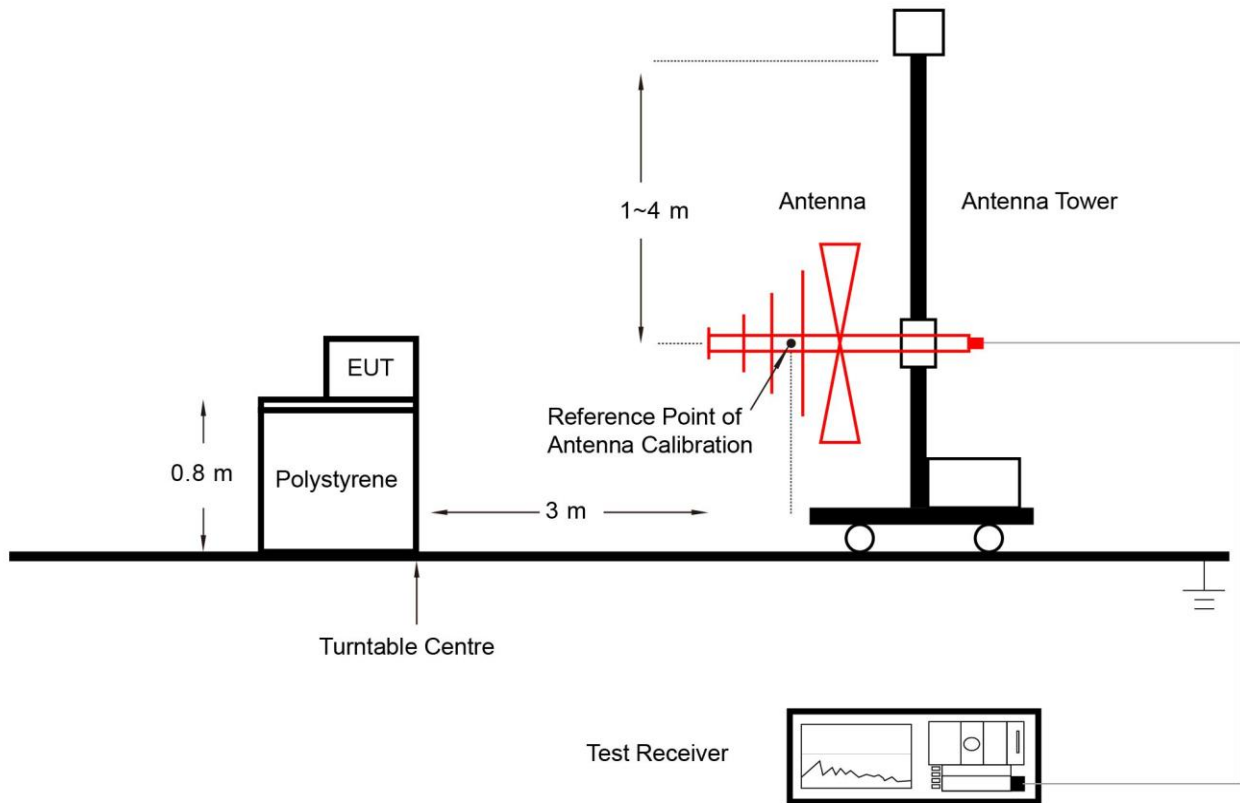 1~4 m
Antenna
Antenna Tower
EUT
Reference Point of
Antenna Calibration
0.8 m
Polystyrene
3 m
Turntable Centre
Test Receiver